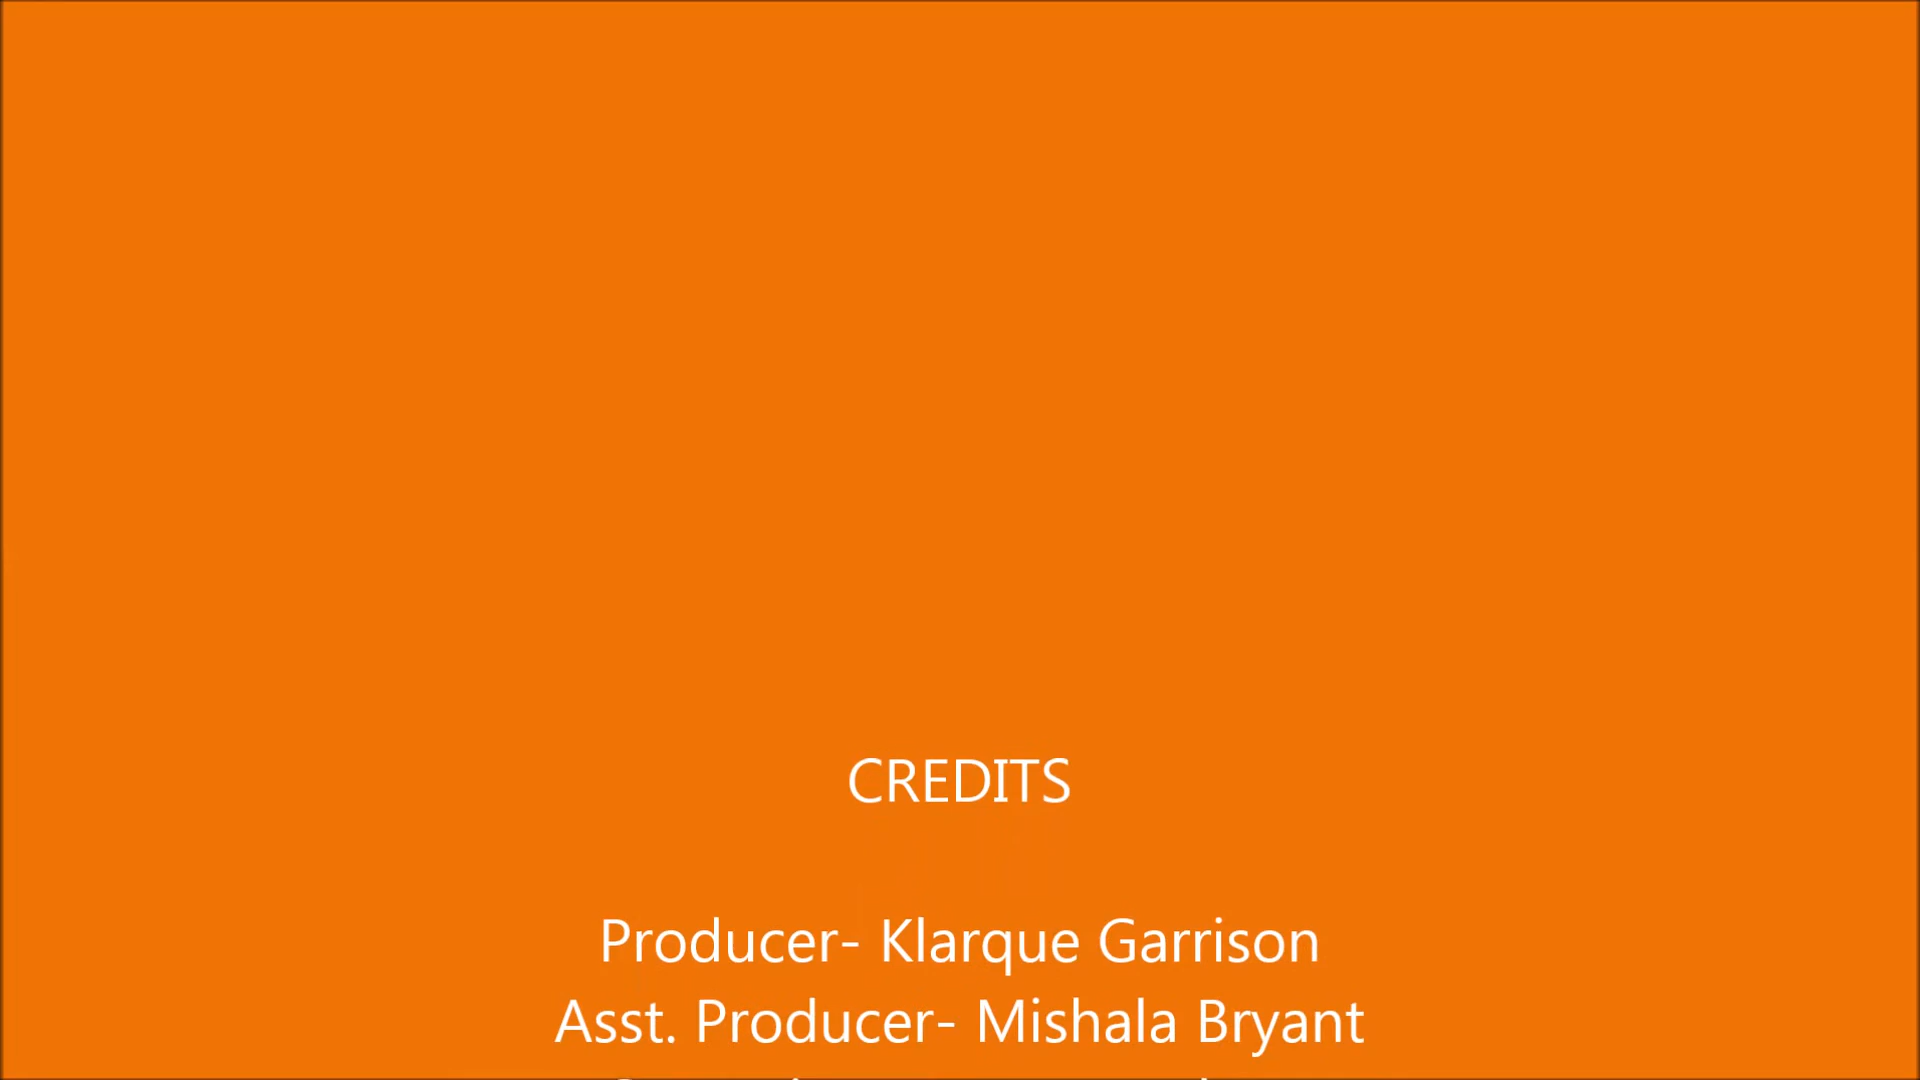 CREDITS
Producer- Klarque Garrison
Asst. Producer- Mishala Bryant